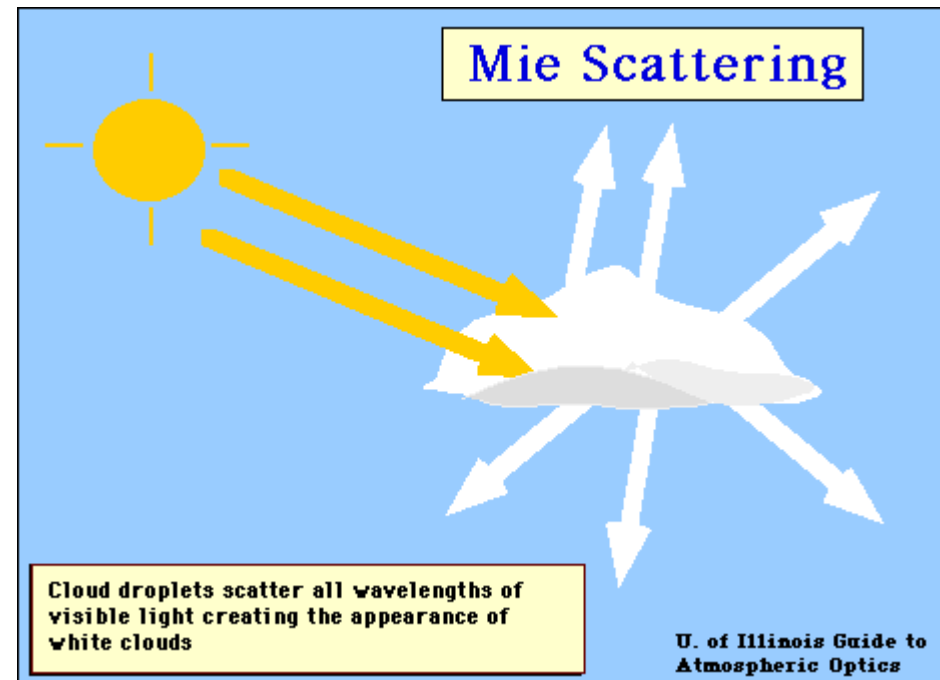 Mie Scattering
Cloud droplets scatter all wavelengths of
visible light creating the appearance of
white clouds
U. of Illinois Guide to
Atmospheric Optics